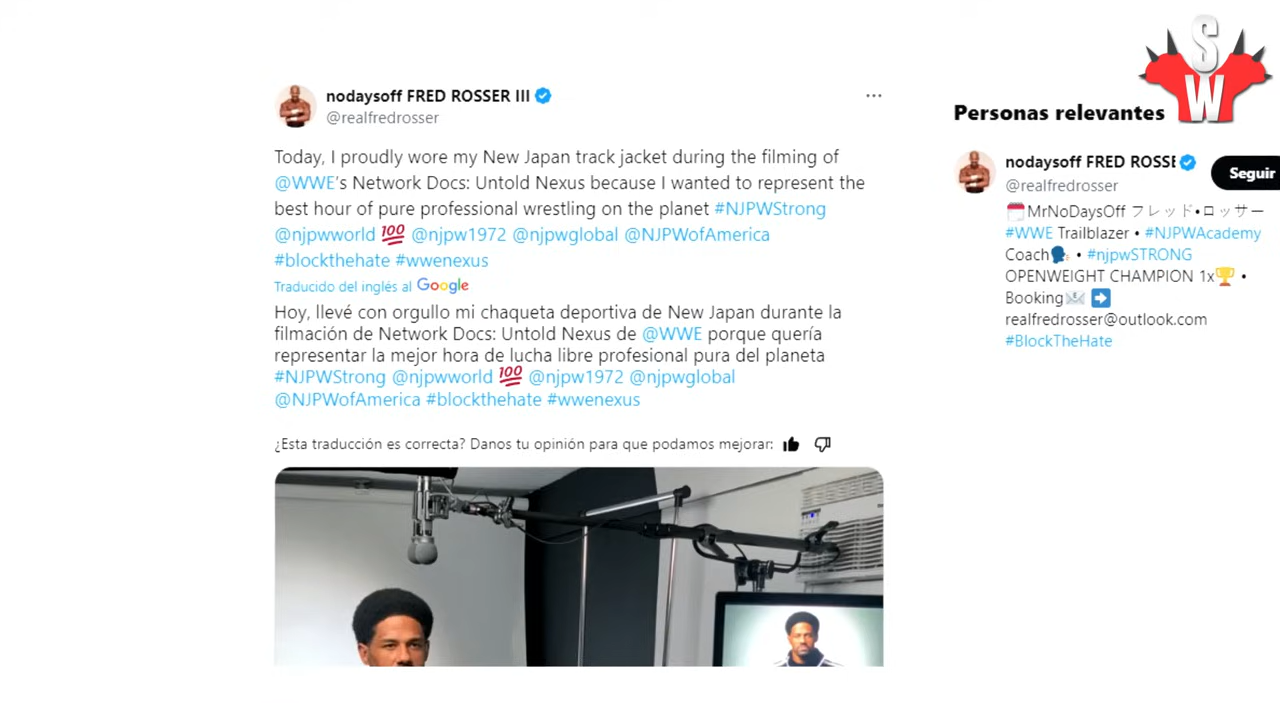 SW
nodaysoff FRED ROSSER III
@realfredrosser
Today, I proudly wore my New Japan track jacket during the filming of
@WWE's Network Docs: Untold Nexus because I wanted to represent the
best hour of pure professional wrestling on the planet #NJPWStrong
@njpwworld 💯 @njpw1972 @njpwglobal @NJPWofAmerica
#blockthehate #wwenexus
Traducido del inglés al Google
Hoy, llevé con orgullo mi chaqueta deportiva de New Japan durante la
filmación de Network Docs: Untold Nexus de @WWE porque quería
representar la mejor hora de lucha libre profesional pura del planeta
#NJPWStrong @njpwworld 💯 @njpw1972 @njpwglobal
@NJPWofAmerica #blockthehate #wwenexus
¿Esta traducción es correcta? Danos tu opinión para que podamos mejorar:
Personas relevantes
nodaysoff FRED ROSSE
Seguir
@realfredrosser
MrNoDaysOff フレッド•ロッサー
#WWE Trailblazer • #NJPWAcademy
Coach🗣 • #njpwSTRONG
OPENWEIGHT CHAMPION 1x🏆 •
Booking📧 ➡
realfredrosser@outlook.com
#BlockTheHate